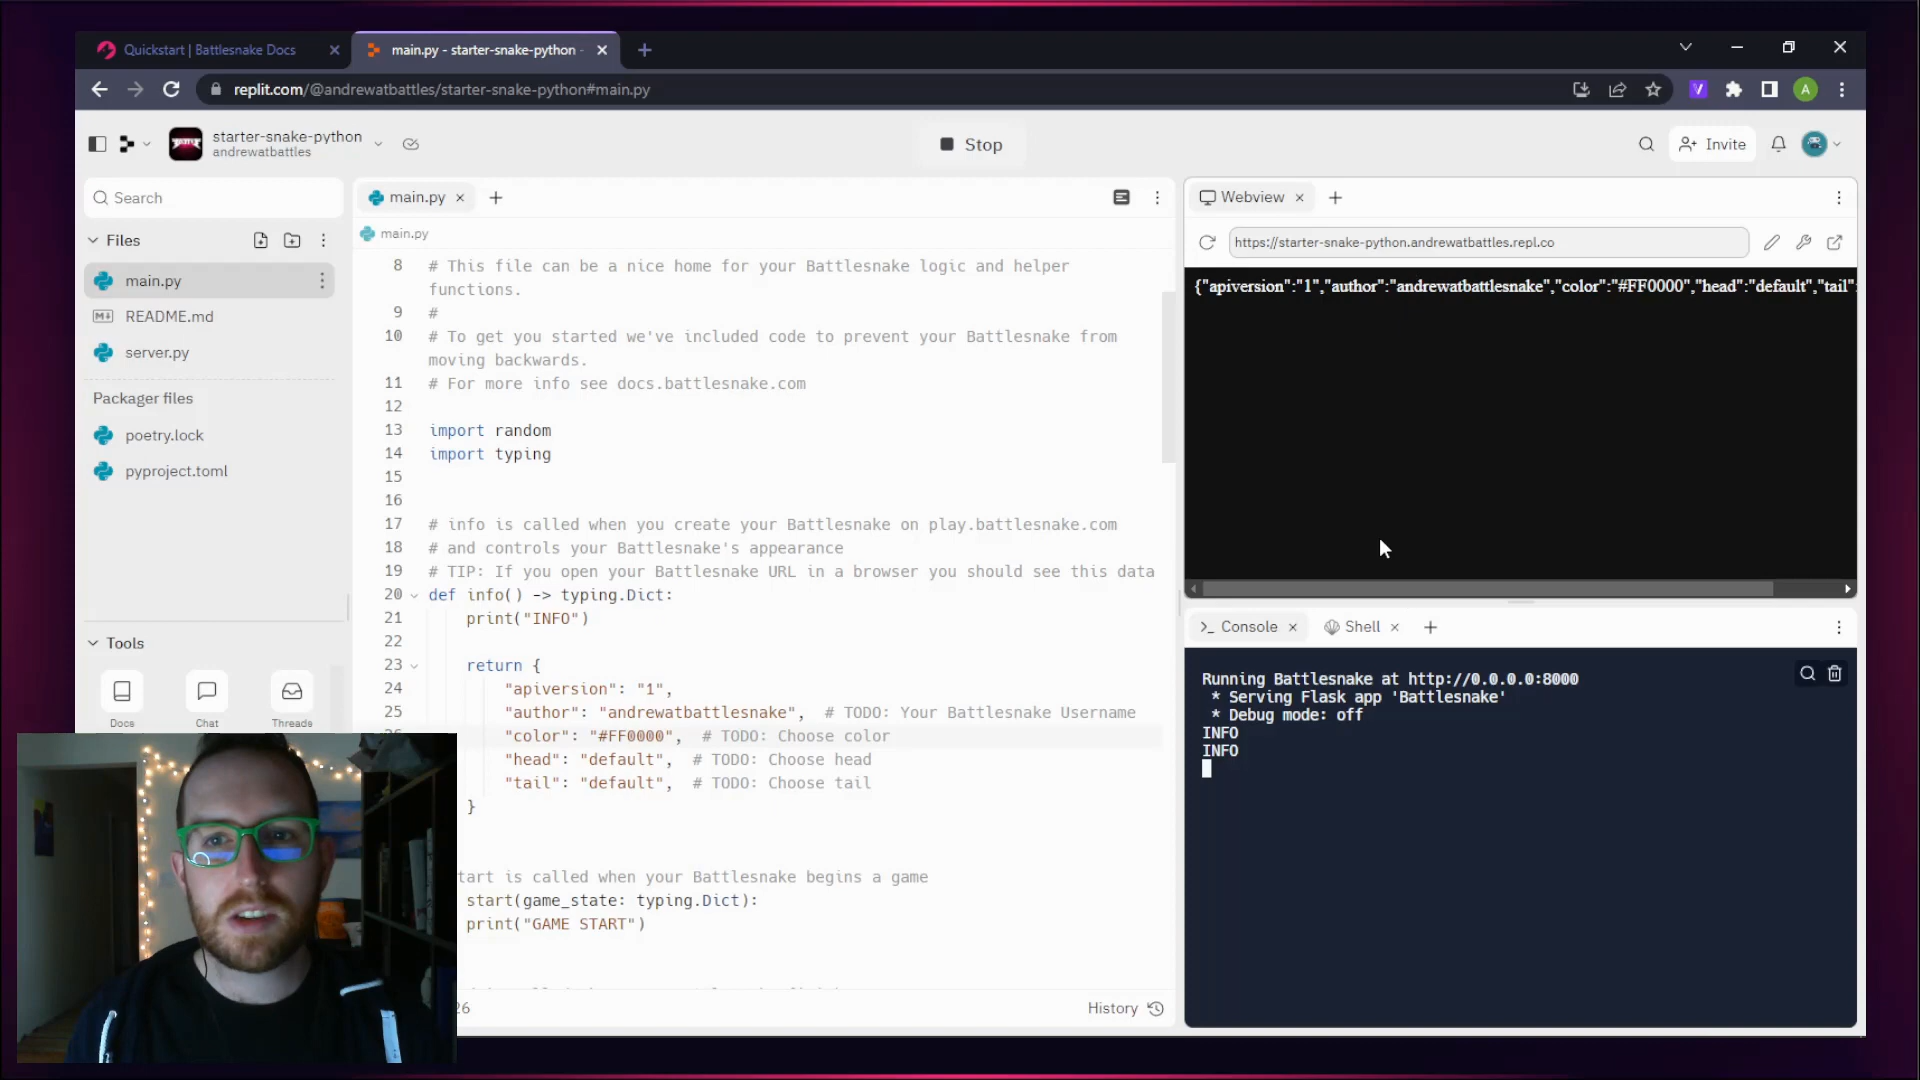 Quickstart | Battlesnake Docs
main.py - starter-snake-python -
replit.com/@andrewatbattles/starter-snake-python#main.py
A
starter-snake-python
andrewatbattles
Stop
Invite
Search
Files
main.py
README.md
server.py
Packager files
poetry.lock
pyproject.toml
Tools
Docs
Chat
Threads
main.py
main.py
8 # This file can be a nice home for your Battlesnake logic and helper
functions.
9 #
10 # To get you started we've included code to prevent your Battlesnake from
moving backwards.
11 # For more info see docs.battlesnake.com
12
13 import random
14 import typing
15
16
17 # info is called when you create your Battlesnake on play.battlesnake.com
18 # and controls your Battlesnake's appearance
19 # TIP: If you open your Battlesnake URL in a browser you should see this data
20 def info() -> typing.Dict:
21 print("INFO")
22
23 return {
24 "apiversion": "1",
25 "author": "andrewatbattlesnake", # TODO: Your Battlesnake Username
"color": "#FF0000", # TODO: Choose color
"head": "default", # TODO: Choose head
"tail": "default", # TODO: Choose tail
}
tart is called when your Battlesnake begins a game
start(game_state: typing.Dict):
print("GAME START")
26
History
Webview
https://starter-snake-python.andrewatbattles.repl.co
{"apiversion":"1","author":"andrewatbattlesnake","color":"#FF0000","head":"default","tail":
Console
Shell
Running Battlesnake at http://0.0.0.0:8000
* Serving Flask app 'Battlesnake'
* Debug mode: off
INFO
INFO